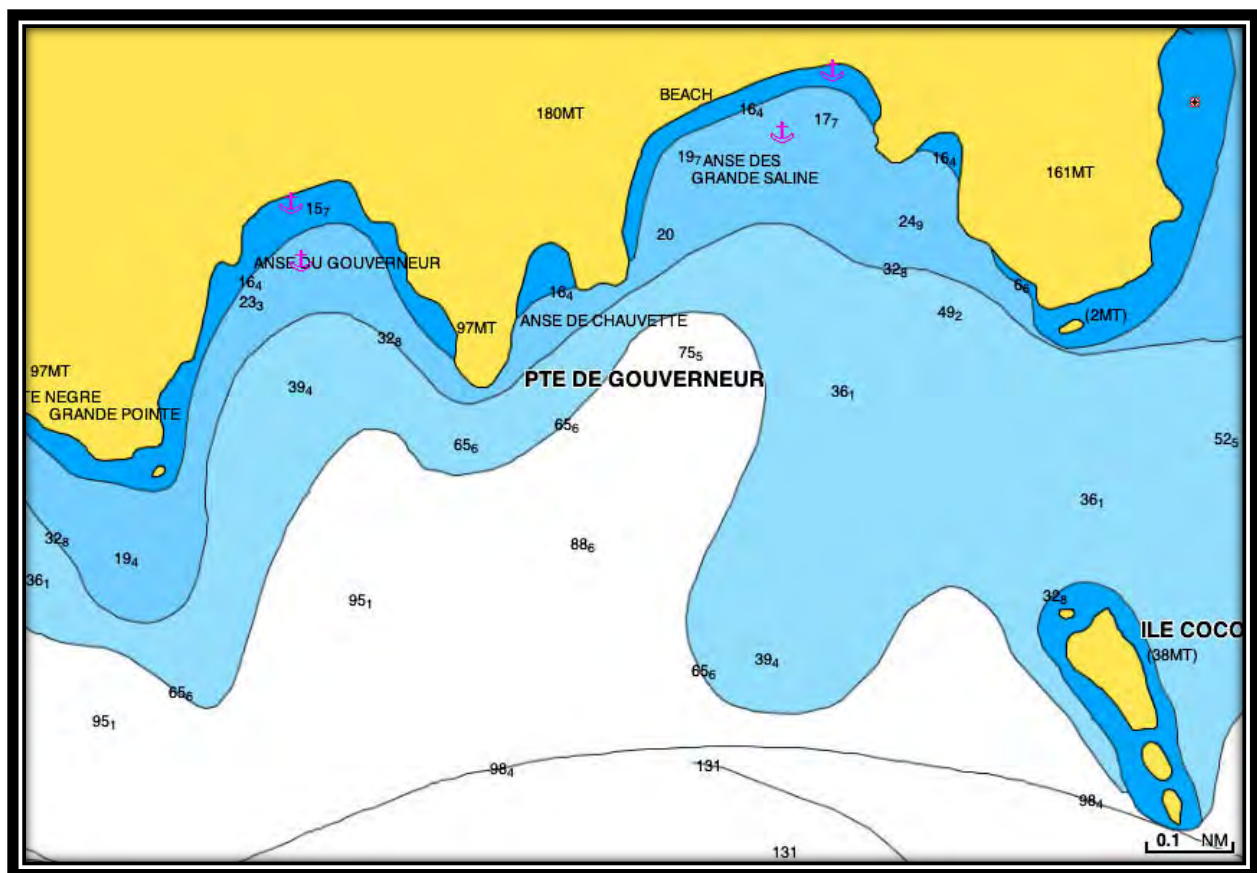 BEACH
16₄
17₇
180MT
19₇
ANSE DES
GRANDE SALINE
16₄
161MT
15₇
20
24₉
ANSE DU GOUVERNEUR
16₄
23₃
32₈
6₆
16₄
49₂
(2MT)
97MT
ANSE DE CHAUVETTE
32₈
75₅
97MT
PTE DE GOUVERNEUR
39₄
36₁
TE NEGRE
GRANDE POINTE
65₆
65₆
52₅
36₁
32₈
19₄
88₆
36₁
95₁
32₈
ILE COCO
(38MT)
39₄
65₆
65₆
95₁
98₄
131
98₄
0.1 NM
131